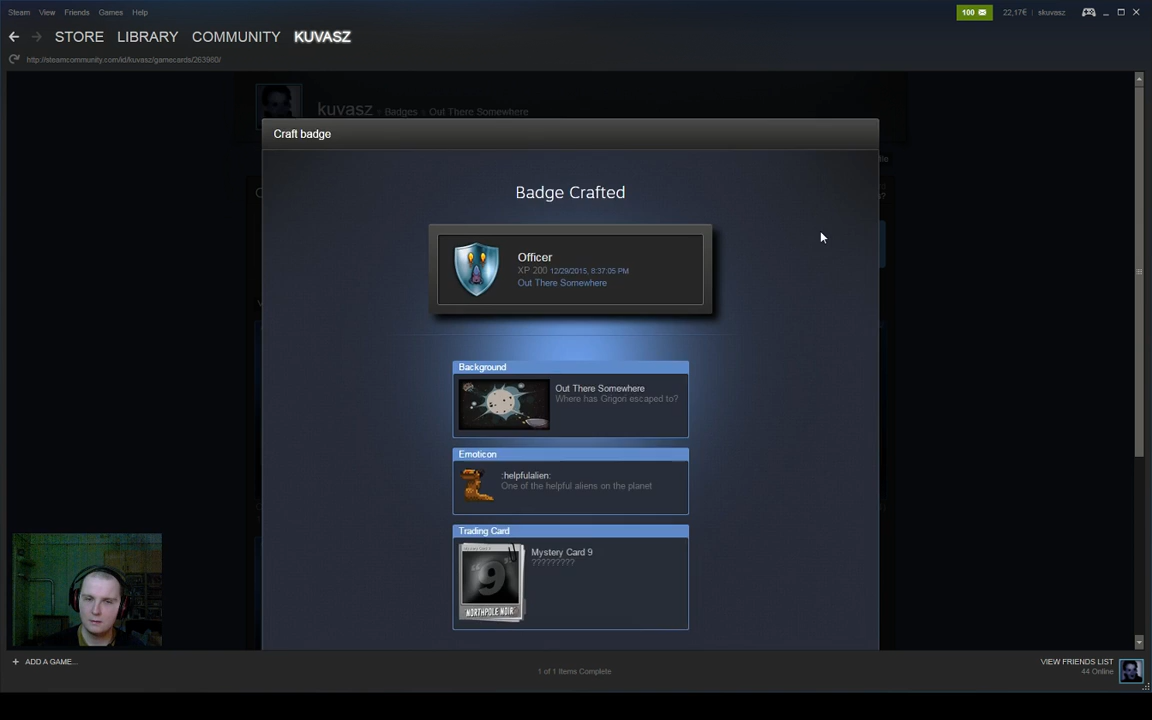 Steam View Friends Games Help
100 22,17€ skuvasz
STORE LIBRARY COMMUNITY KUVASZ
http://steamcommunity.com/id/kuvasz/gamecards/263980/
kuvasz Badges Out There Somewhere
Craft badge
Badge Crafted
Officer
XP 200 12/29/2015, 8:37:05 PM
Out There Somewhere
Background
Out There Somewhere
Where has Grigori escaped to?
Emoticon
:helpfulalien:
One of the helpful aliens on the planet
Trading Card
Mystery Card 9
?????????
"9"
NORTHPOLE NOIR
+ ADD A GAME...
1 of 1 Items Complete
VIEW FRIENDS LIST
44 Online